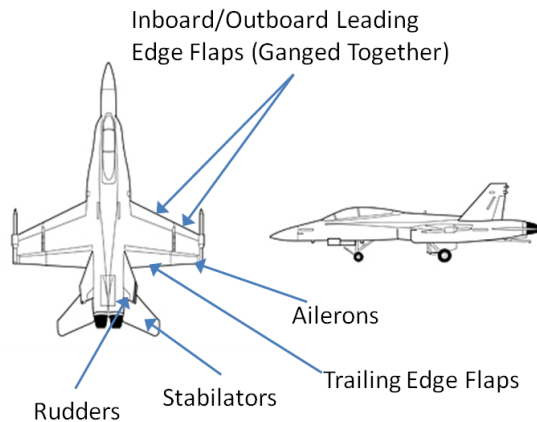 Inboard/Outboard Leading
Edge Flaps (Ganged Together)
Ailerons
Trailing Edge Flaps
Stabilators
Rudders